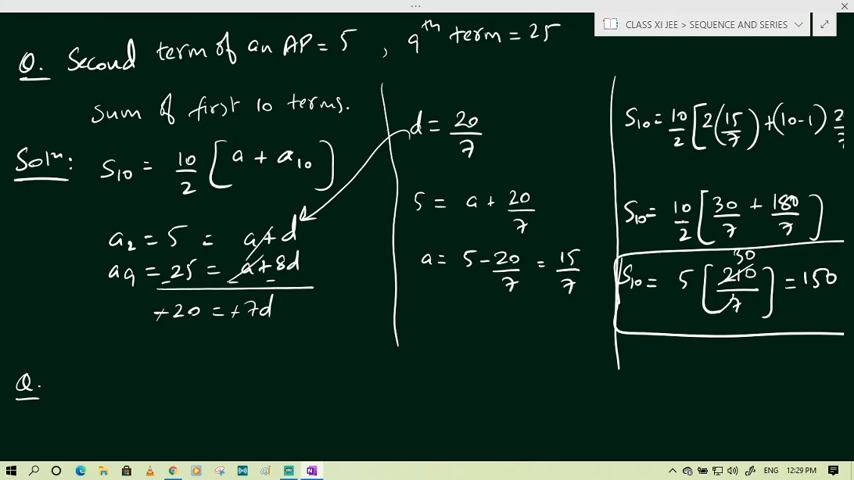 CLASS XI JEE > SEQUENCE AND SERIES
Q. Second term of an AP = 5 , 9th term = 25
sum of first 10 terms.
Soln: S10 = 10/2 [a + a10]
a2 = 5 = a + d
a9 = 25 = a + 8d
- - -
+20 = +7d
d = 20/7
5 = a + 20/7
a = 5 - 20/7 = 15/7
S10 = 10/2 [2(15/7) + (10-1) 2
S10 = 10/2 [30/7 + 180/7]
30
S10 = 5 [210/7] = 150
Q.
ENG 12:29 PM